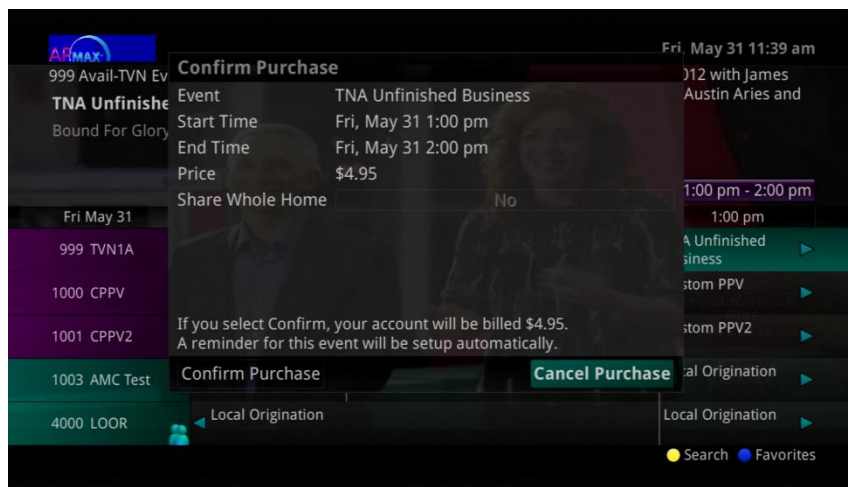 ARMAX
Fri, May 31 11:39 am
999 Avail-TVN Ev
012 with James
TNA Unfinishe
Austin Aries and
Bound For Glory
Confirm Purchase
Event TNA Unfinished Business
Start Time Fri, May 31 1:00 pm
End Time Fri, May 31 2:00 pm
Price $4.95
Share Whole Home No
1:00 pm - 2:00 pm
Fri May 31
1:00 pm
999 TVN1A
A Unfinished
siness
1000 CPPV
stom PPV
1001 CPPV2
stom PPV2
If you select Confirm, your account will be billed $4.95.
A reminder for this event will be setup automatically.
1003 AMC Test
Confirm Purchase
Cancel Purchase
al Origination
4000 LOOR
Local Origination
Local Origination
Search Favorites